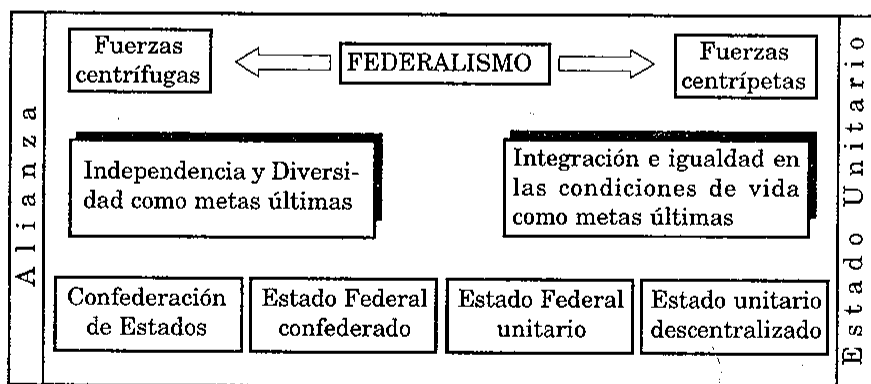 Alianza
Fuerzas
centrífugas
FEDERALISMO
Fuerzas
centrípetas
Independencia y Diversi-
dad como metas últimas
Integración e igualdad en
las condiciones de vida
como metas últimas
Confederación
de Estados
Estado Federal
confederado
Estado Federal
unitario
Estado unitario
descentralizado
Estado Unitario